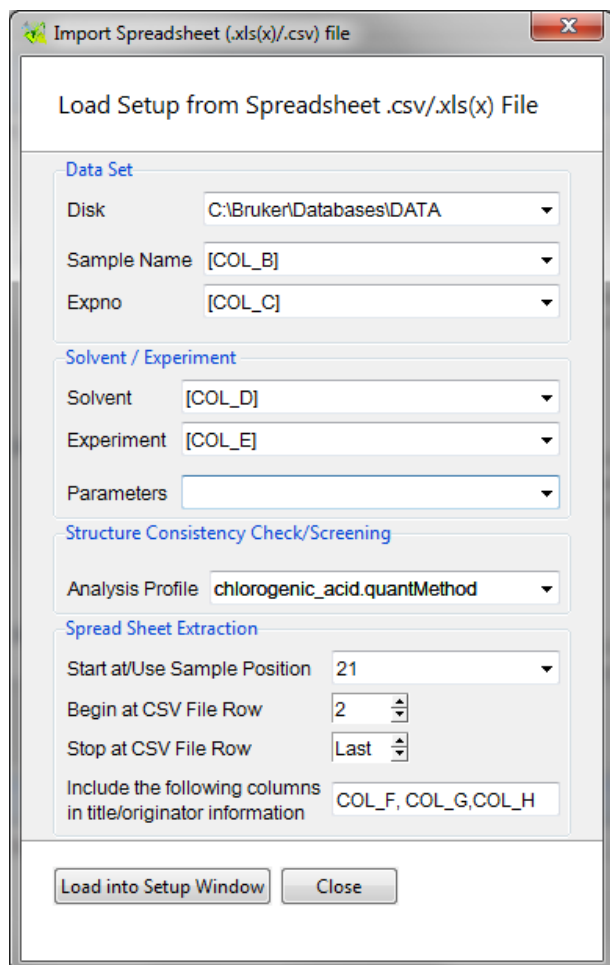 Import Spreadsheet (.xls(x)/.csv) file
Load Setup from Spreadsheet .csv/.xls(x) File
Data Set
Disk C:\Bruker\Databases\DATA
Sample Name [COL_B]
Expno [COL_C]
Solvent / Experiment
Solvent [COL_D]
Experiment [COL_E]
Parameters
Structure Consistency Check/Screening
Analysis Profile chlorogenic_acid.quantMethod
Spread Sheet Extraction
Start at/Use Sample Position 21
Begin at CSV File Row 2
Stop at CSV File Row Last
Include the following columns
in title/originator information COL_F, COL_G,COL_H
Load into Setup Window Close